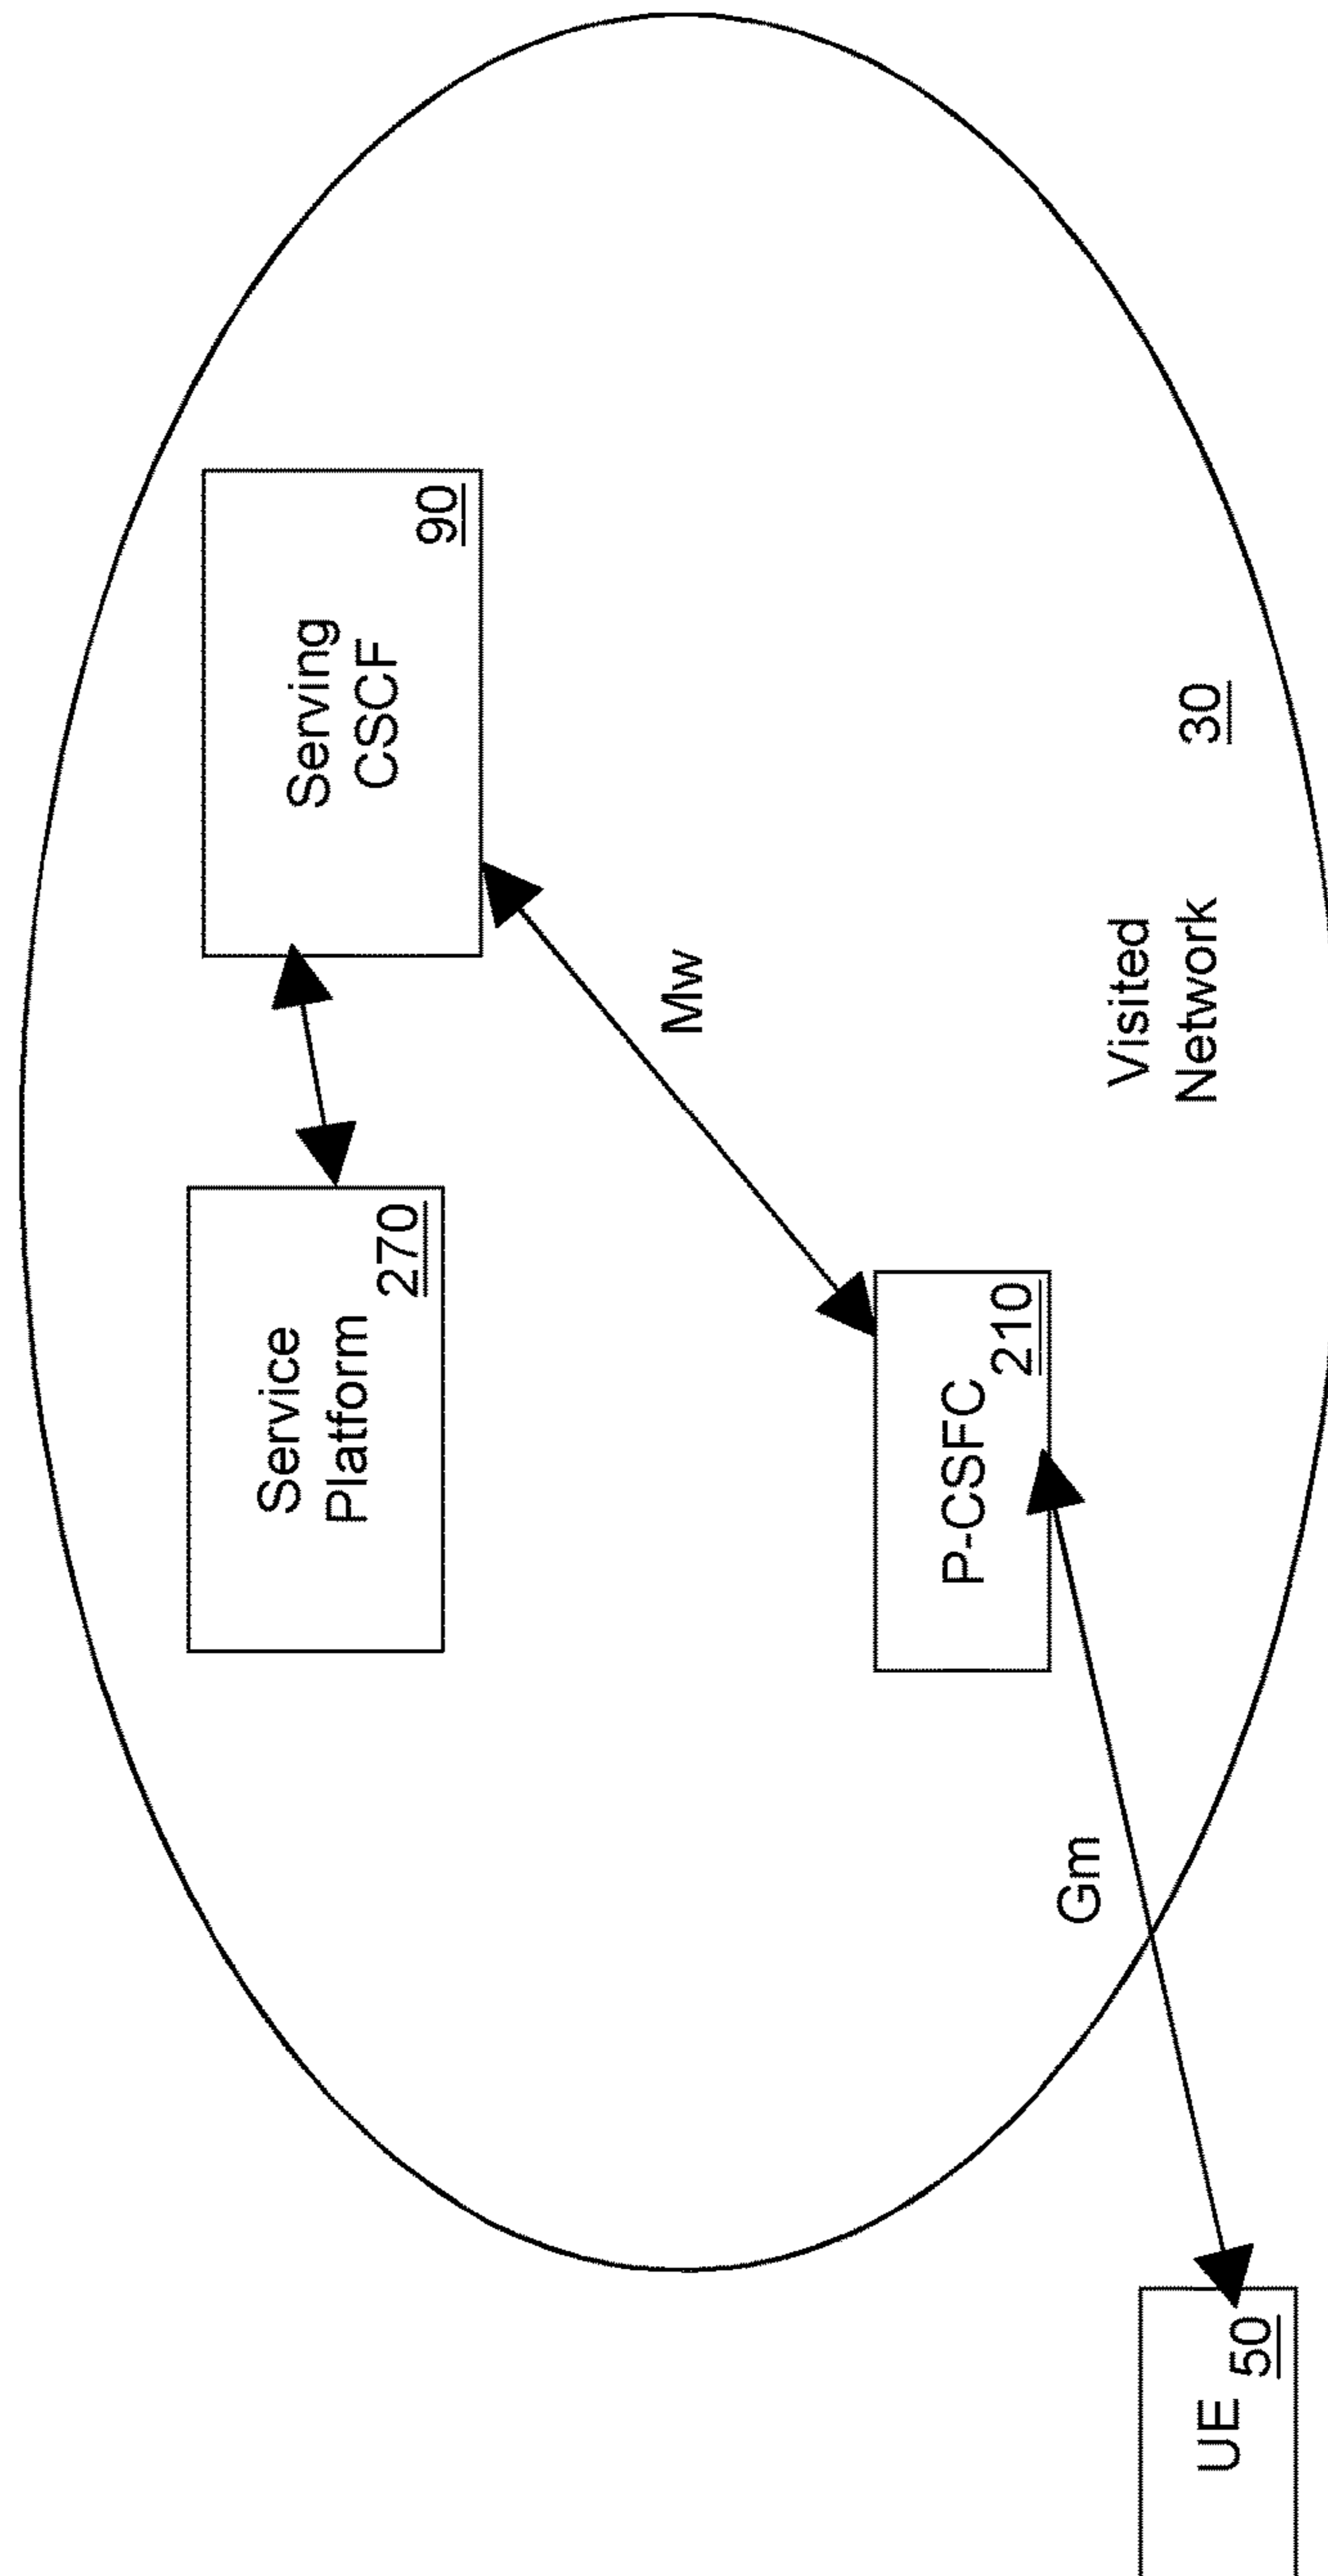 Service
Platform
270
Serving
CSCF
90
Mw
P-CSFC
210
Gm
Visited
Network
30
UE
50